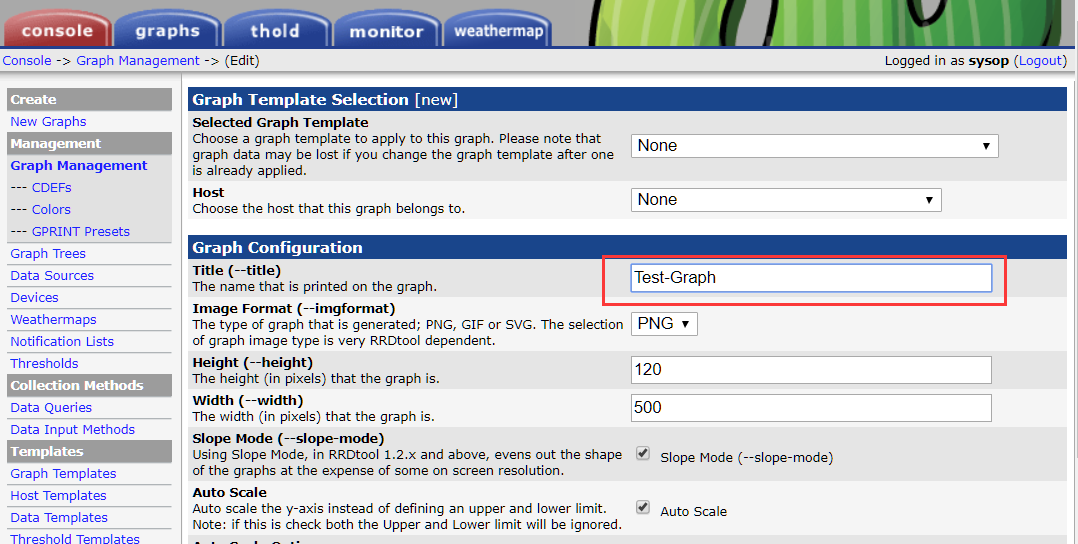 console graphs thold monitor weathermap
Console -> Graph Management -> (Edit) Logged in as sysop (Logout)
Create
New Graphs
Management
Graph Management
--- CDEFs
--- Colors
--- GPRINT Presets
Graph Trees
Data Sources
Devices
Weathermaps
Notification Lists
Thresholds
Collection Methods
Data Queries
Data Input Methods
Templates
Graph Templates
Host Templates
Data Templates
Threshold Templates
Graph Template Selection [new]
Selected Graph Template
Choose a graph template to apply to this graph. Please note that
graph data may be lost if you change the graph template after one
is already applied.
None
Host
Choose the host that this graph belongs to.
None
Graph Configuration
Title (--title)
The name that is printed on the graph.
Test-Graph
Image Format (--imgformat)
The type of graph that is generated; PNG, GIF or SVG. The selection
of graph image type is very RRDtool dependent.
PNG
Height (--height)
The height (in pixels) that the graph is.
120
Width (--width)
The width (in pixels) that the graph is.
500
Slope Mode (--slope-mode)
Using Slope Mode, in RRDtool 1.2.x and above, evens out the shape
of the graphs at the expense of some on screen resolution.
Slope Mode (--slope-mode)
Auto Scale
Auto scale the y-axis instead of defining an upper and lower limit.
Note: if this is check both the Upper and Lower limit will be ignored.
Auto Scale